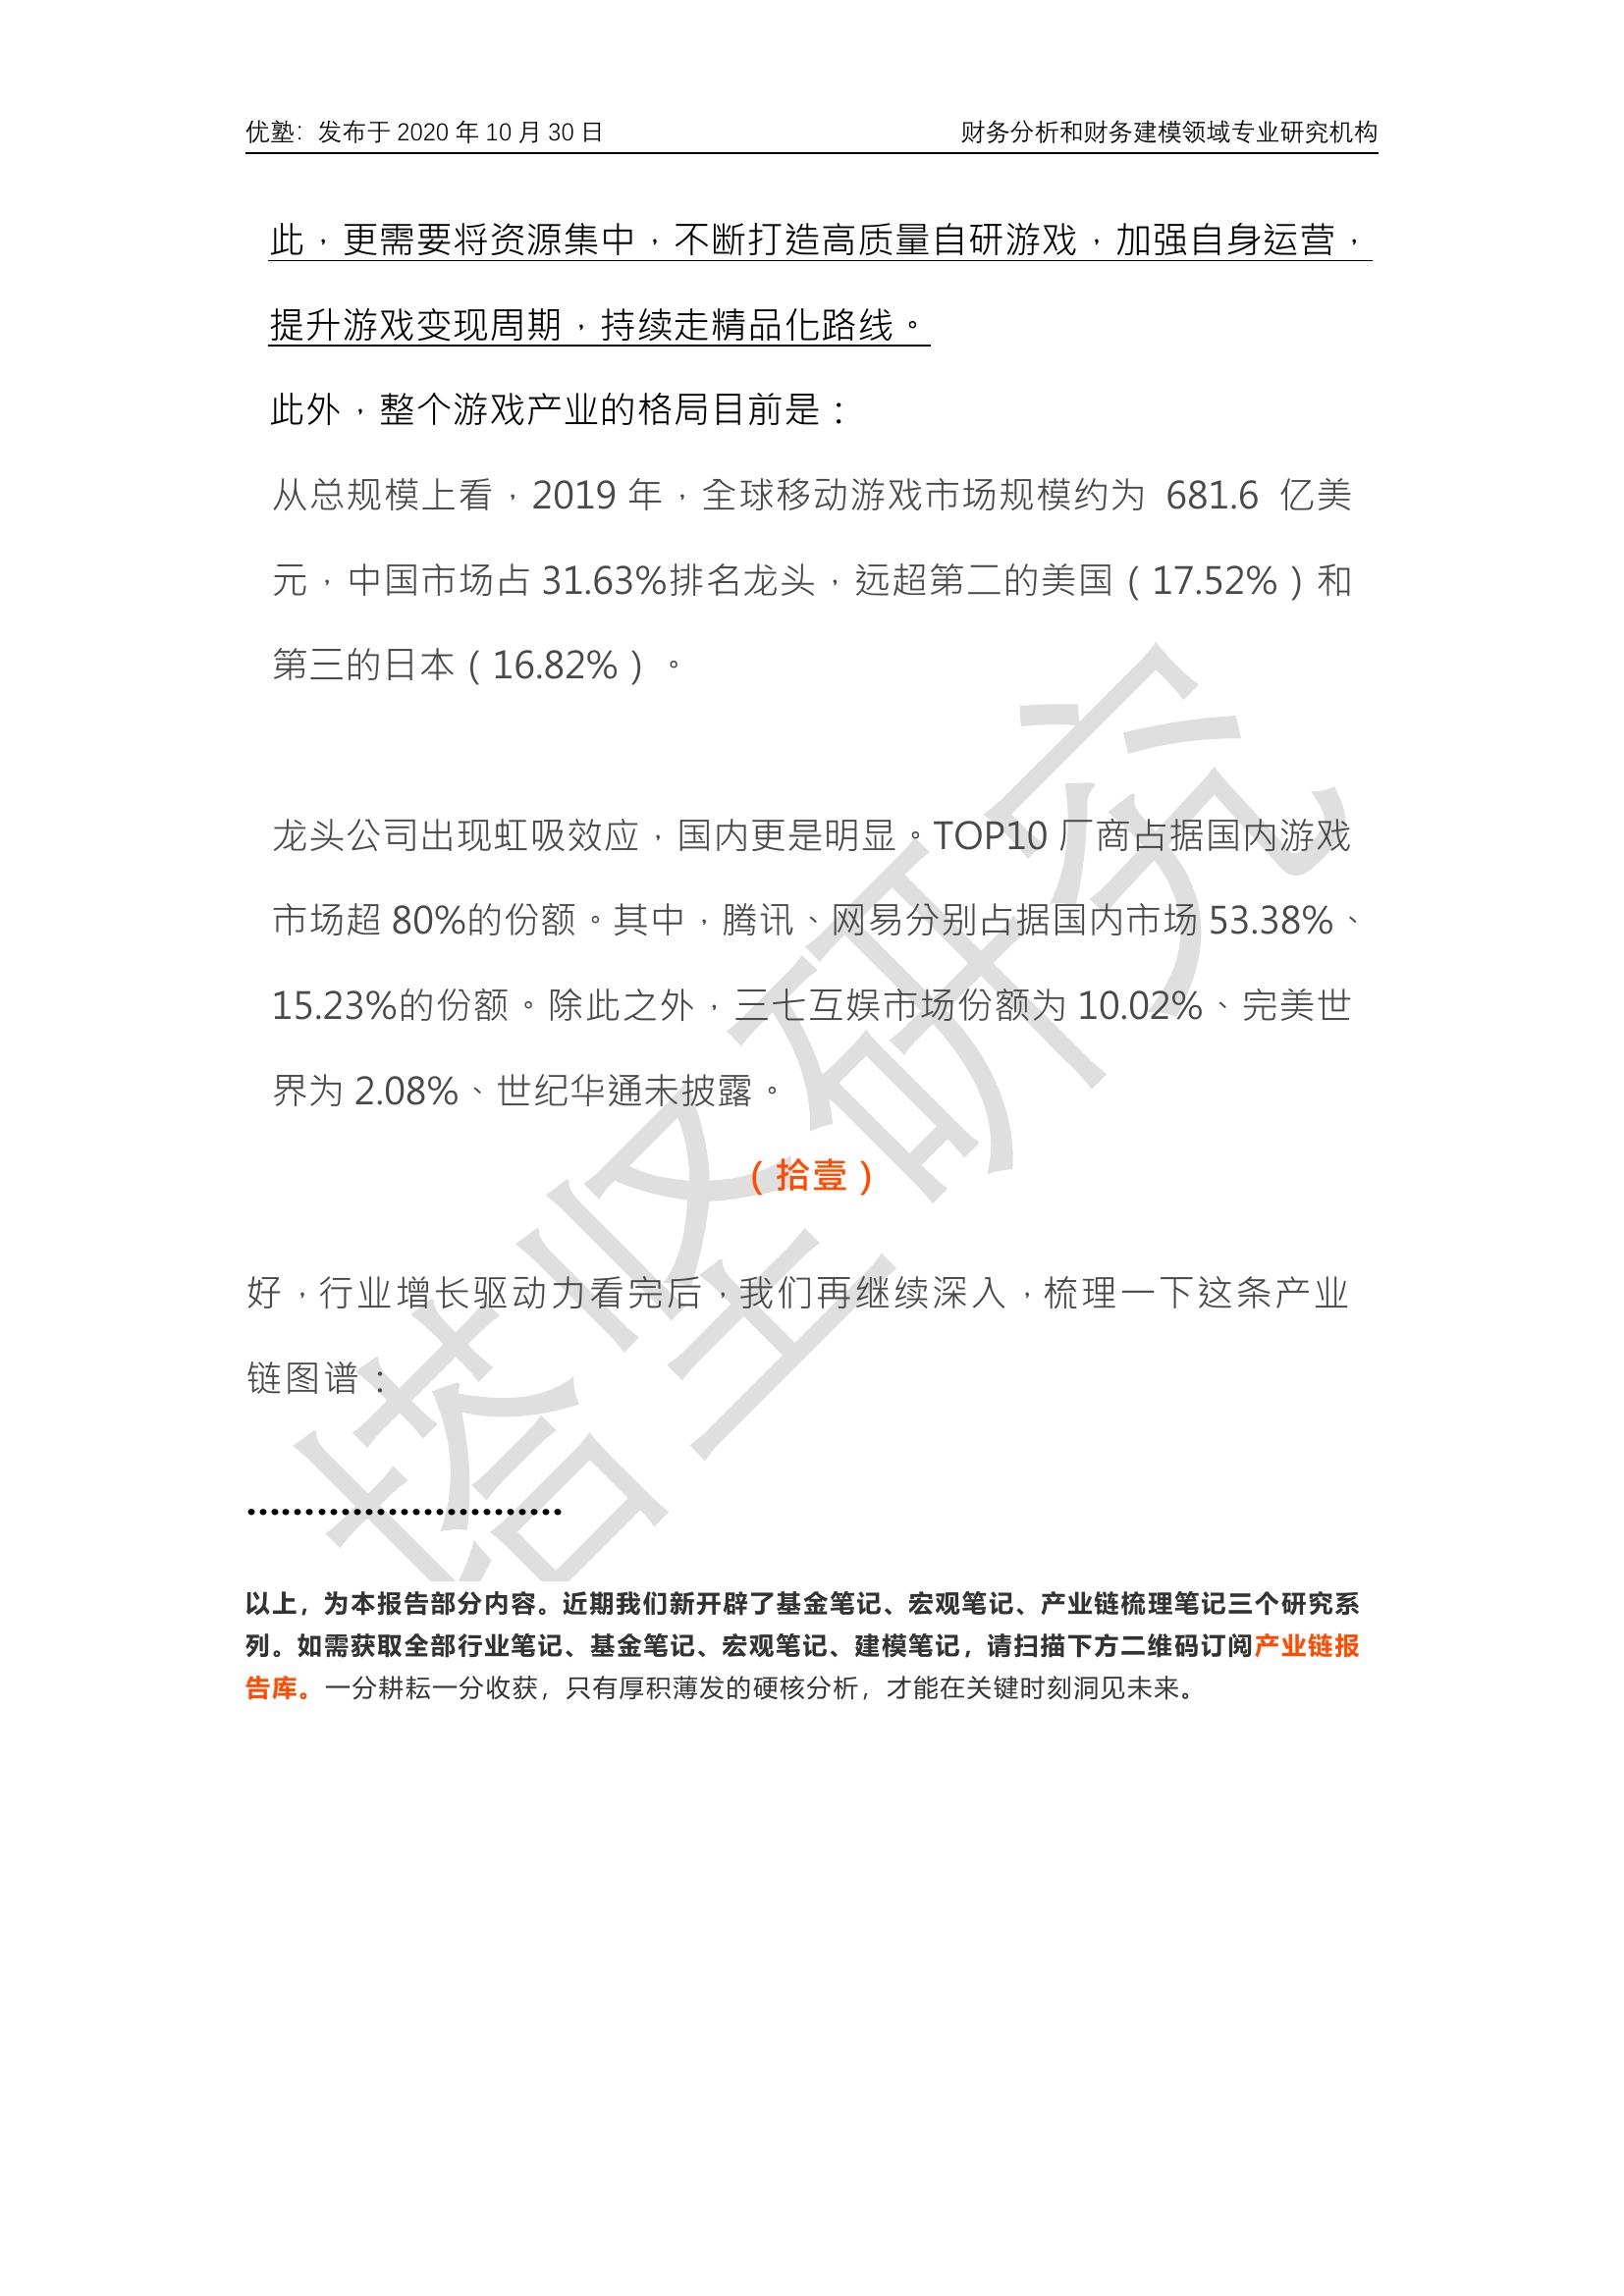 优塾：发布于 2020 年 10 月 30 日 财务分析和财务建模领域专业研究机构
此，更需要将资源集中，不断打造高质量自研游戏，加强自身运营，
提升游戏变现周期，持续走精品化路线。
此外，整个游戏产业的格局目前是：
从总规模上看，2019 年，全球移动游戏市场规模约为 681.6 亿美
元，中国市场占 31.63%排名龙头，远超第二的美国（17.52%）和
第三的日本（16.82%）。
龙头公司出现虹吸效应，国内更是明显。TOP10 厂商占据国内游戏
市场超 80%的份额。其中，腾讯、网易分别占据国内市场 53.38%、
15.23%的份额。除此之外，三七互娱市场份额为 10.02%、完美世
界为 2.08%、世纪华通未披露。
（拾壹）
好，行业增长驱动力看完后，我们再继续深入，梳理一下这条产业
链图谱：
………………………
以上，为本报告部分内容。近期我们新开辟了基金笔记、宏观笔记、产业链梳理笔记三个研究系
列。如需获取全部行业笔记、基金笔记、宏观笔记、建模笔记，请扫描下方二维码订阅产业链报
告库。一分耕耘一分收获，只有厚积薄发的硬核分析，才能在关键时刻洞见未来。
塔坚研究